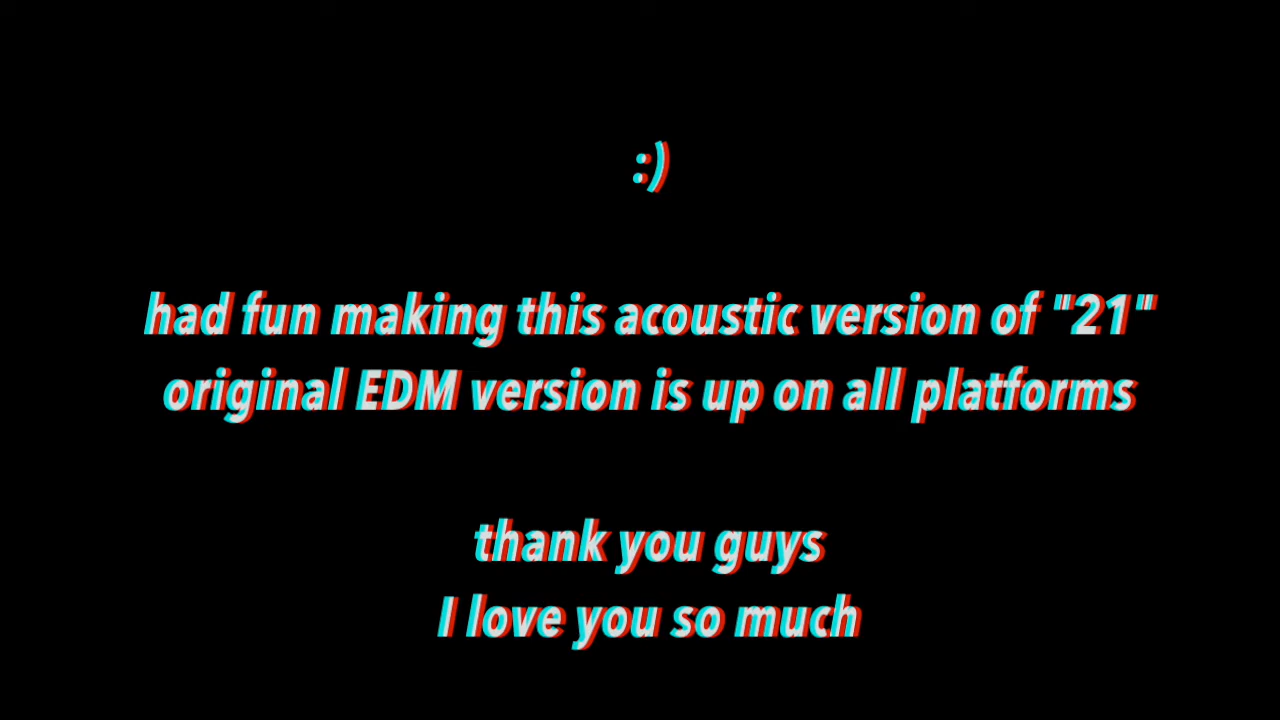 :)
had fun making this acoustic version of "21"
original EDM version is up on all platforms
thank you guys
I love you so much